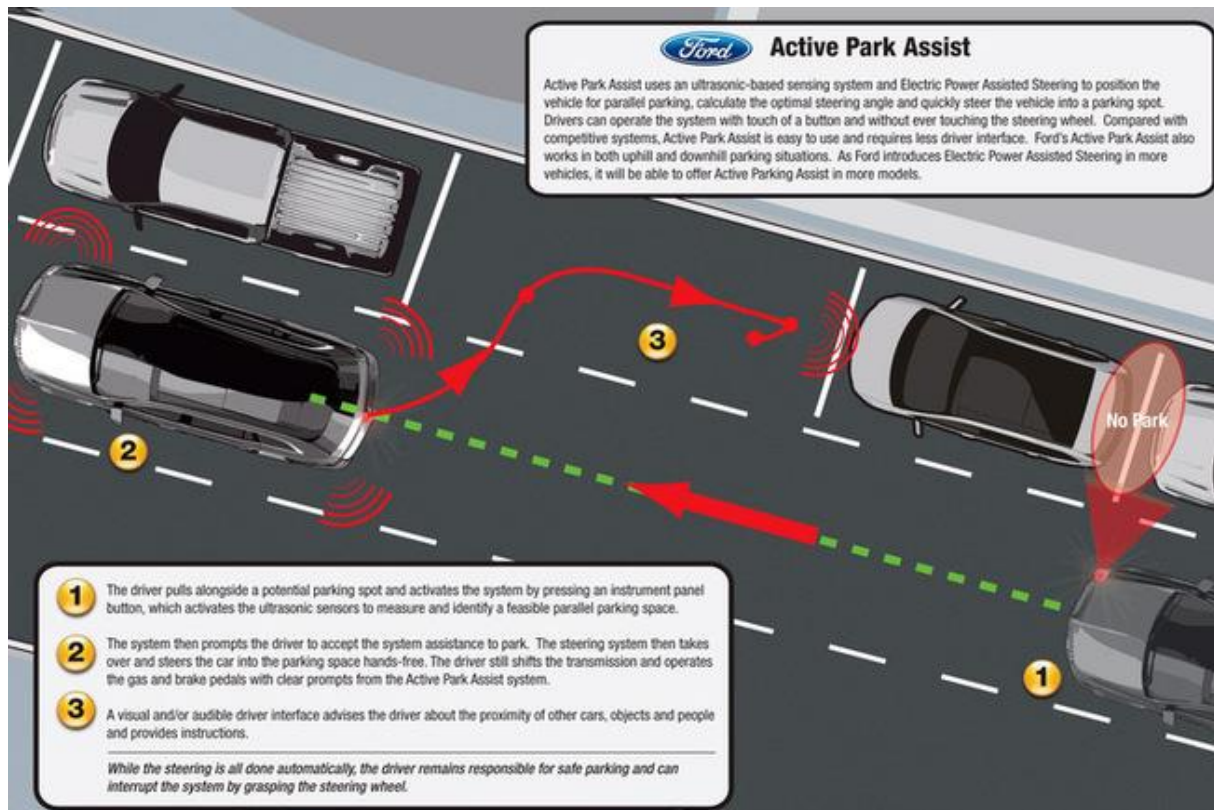 Ford
Active Park Assist
Active Park Assist uses an ultrasonic-based sensing system and Electric Power Assisted Steering to position the
vehicle for parallel parking, calculate the optimal steering angle and quickly steer the vehicle into a parking spot.
Drivers can operate the system with touch of a button and without ever touching the steering wheel. Compared with
competitive systems, Active Park Assist is easy to use and requires less driver interface. Ford's Active Park Assist also
works in both uphill and downhill parking situations. As Ford introduces Electric Power Assisted Steering in more
vehicles, it will be able to offer Active Parking Assist in more models.
3
No Park
2
1
1
The driver pulls alongside a potential parking spot and activates the system by pressing an instrument panel
button, which activates the ultrasonic sensors to measure and identify a feasible parallel parking space.
2
The system then prompts the driver to accept the system assistance to park. The steering system then takes
over and steers the car into the parking space hands-free. The driver still shifts the transmission and operates
the gas and brake pedals with clear prompts from the Active Park Assist system.
3
A visual and/or audible driver interface advises the driver about the proximity of other cars, objects and people
and provides instructions.
While the steering is all done automatically, the driver remains responsible for safe parking and can
interrupt the system by grasping the steering wheel.